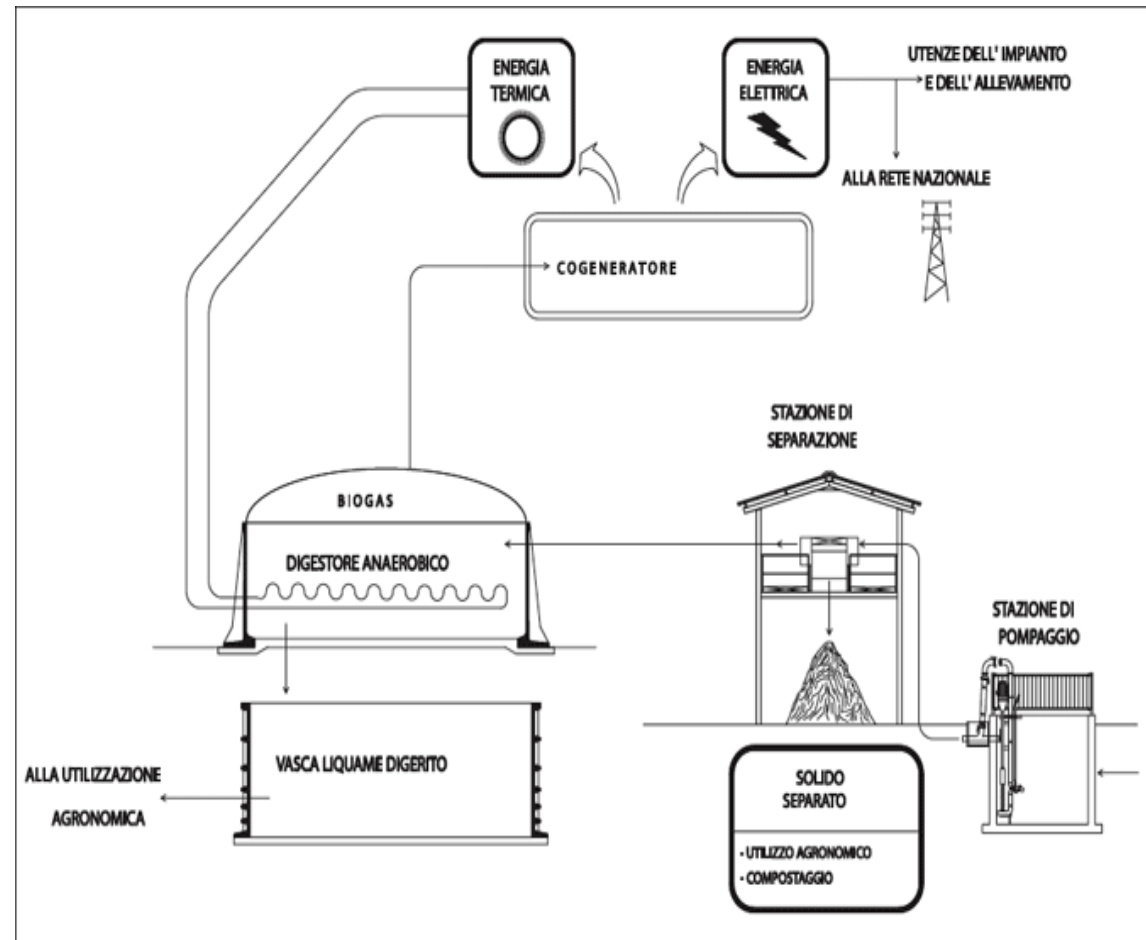 ENERGIA
TERMICA
ENERGIA
ELETTRICA
UTENZE DELL' IMPIANTO
E DELL' ALLEVAMENTO
ALLA RETE NAZIONALE
COGENERATORE
STAZIONE DI
SEPARAZIONE
BIOGAS
DIGESTORE ANAEROBICO
STAZIONE DI
POMPAGGIO
VASCA LIQUAME DIGERITO
ALLA UTILIZZAZIONE
AGRONOMICA
SOLIDO
SEPARATO
- UTILIZZO AGRONOMICO
- COMPOSTAGGIO